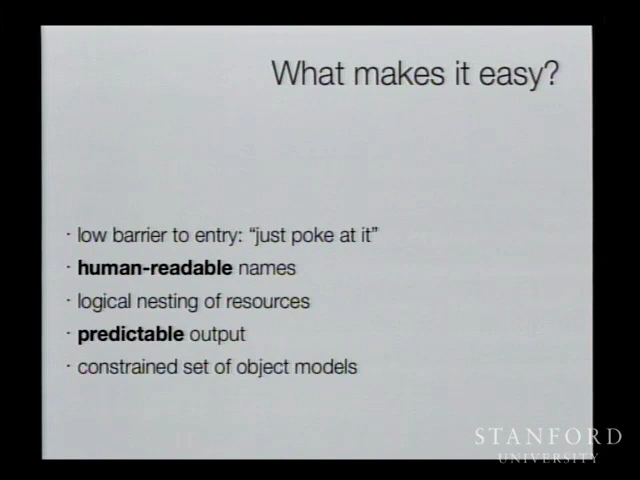 What makes it easy?
· low barrier to entry: “just poke at it”
· human-readable names
· logical nesting of resources
· predictable output
· constrained set of object models
STANFORD
UNIVERSITY